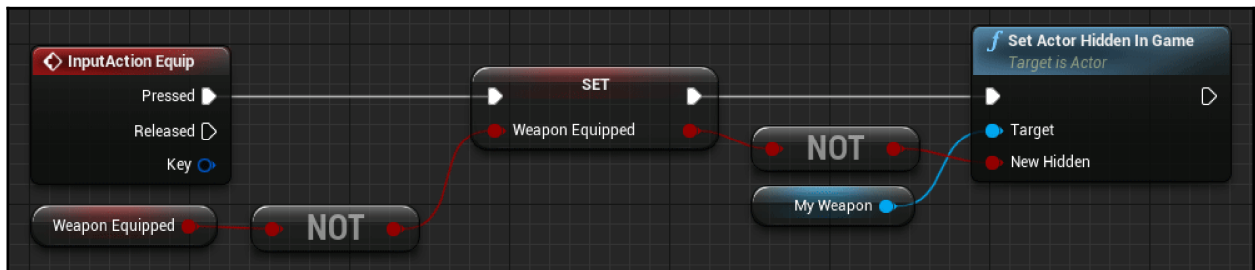 InputAction Equip
Pressed
Released
Key
Weapon Equipped
NOT
SET
Weapon Equipped
NOT
My Weapon
f Set Actor Hidden In Game
Target is Actor
Target
New Hidden